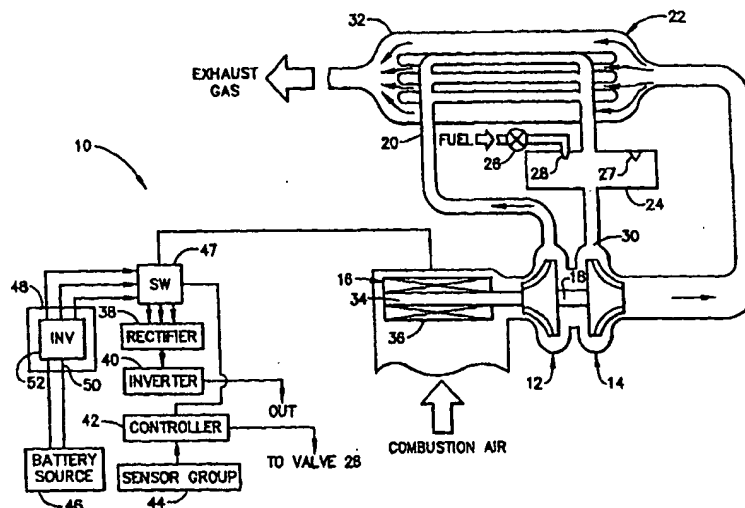 32
22
EXHAUST
GAS
20
FUEL
26
28
27
24
10
30
47
48
SW
16
34
18
38
RECTIFIER
36
INV
52
50
40
INVERTER
12
14
42
OUT
CONTROLLER
COMBUSTION AIR
TO VALVE 28
BATTERY
SOURCE
SENSOR GROUP
46
44